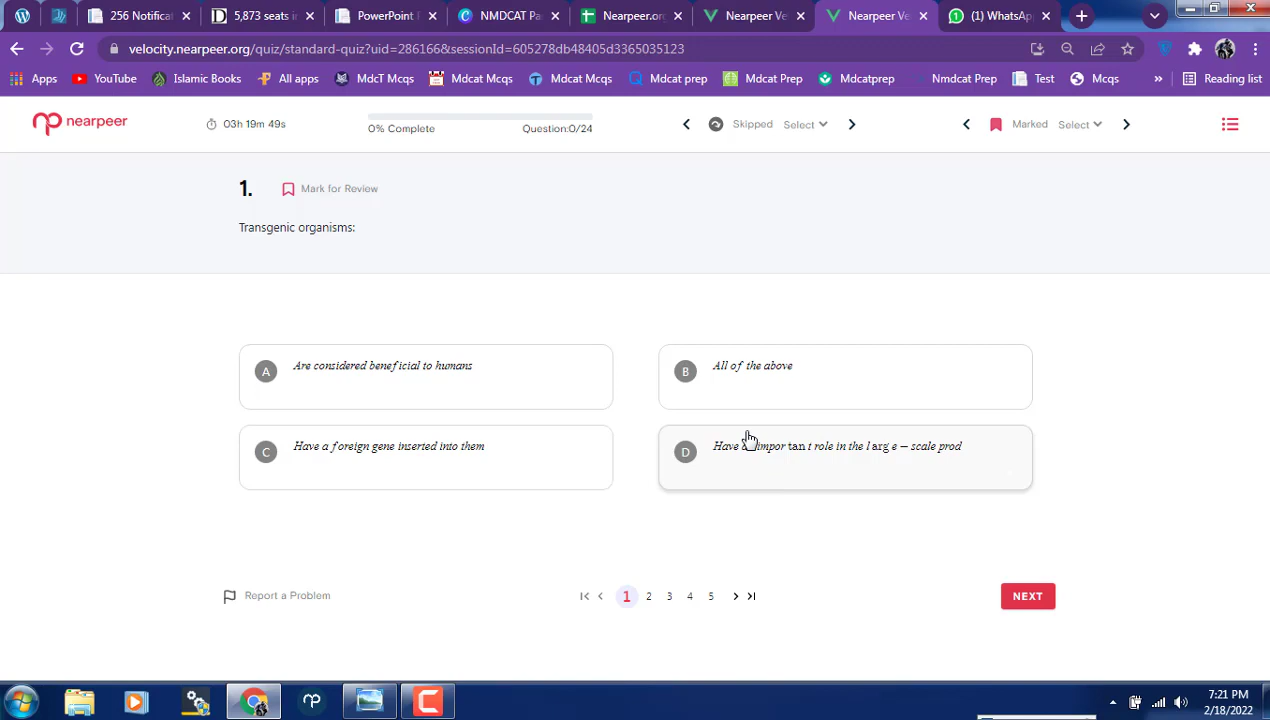 256 Notificat
5,873 seats in
PowerPoint P
NMDCAT Pa
Nearpeer.or
Nearpeer Ve
Nearpeer Ve
(1) WhatsAp
velocity.nearpeer.org/quiz/standard-quiz?uid=286166&sessionId=605278db48405d3365035123
Apps
YouTube
Islamic Books
All apps
MdcT Mcqs
Mdcat Mcqs
Mdcat Mcqs
Mdcat prep
Mdcat Prep
Mdcatprep
Nmdcat Prep
Test
Mcqs
»
Reading list
nearpeer
03h 19m 49s
0% Complete
Question:0/24
Skipped
Select
Marked
Select
1.
Mark for Review
Transgenic organisms:
A
Are considered beneficial to humans
B
All of the above
C
Have a foreign gene inserted into them
D
Have impor tan t role in the l arg e – scale prod
Report a Problem
1 2 3 4 5
NEXT
7:21 PM
2/18/2022